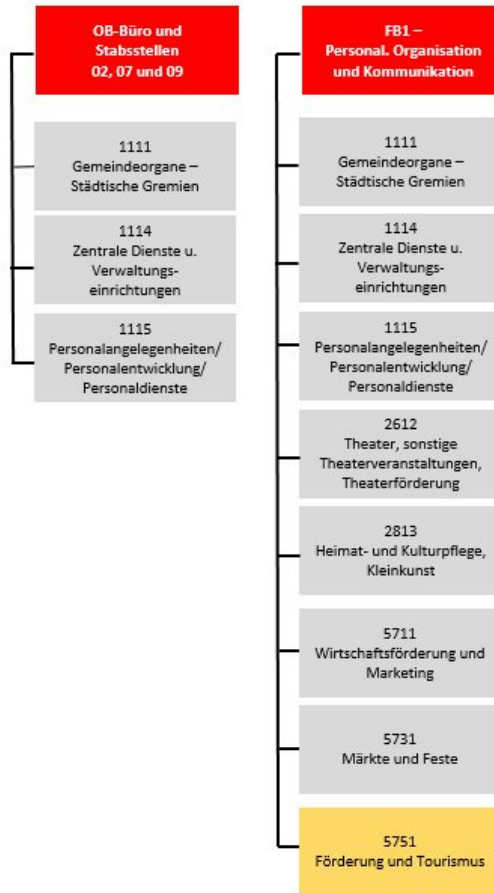 OB-Büro und
Stabsstellen
02, 07 und 09
1111
Gemeindeorgane –
Städtische Gremien
1114
Zentrale Dienste u.
Verwaltungs-
einrichtungen
1115
Personalangelegenheiten/
Personalentwicklung/
Personaldienste
FB1 –
Personal. Organisation
und Kommunikation
1111
Gemeindeorgane –
Städtische Gremien
1114
Zentrale Dienste u.
Verwaltungs-
einrichtungen
1115
Personalangelegenheiten/
Personalentwicklung/
Personaldienste
2612
Theater, sonstige
Theaterveranstaltungen,
Theaterförderung
2813
Heimat- und Kulturpflege,
Kleinkunst
5711
Wirtschaftsförderung und
Marketing
5731
Märkte und Feste
5751
Förderung und Tourismus